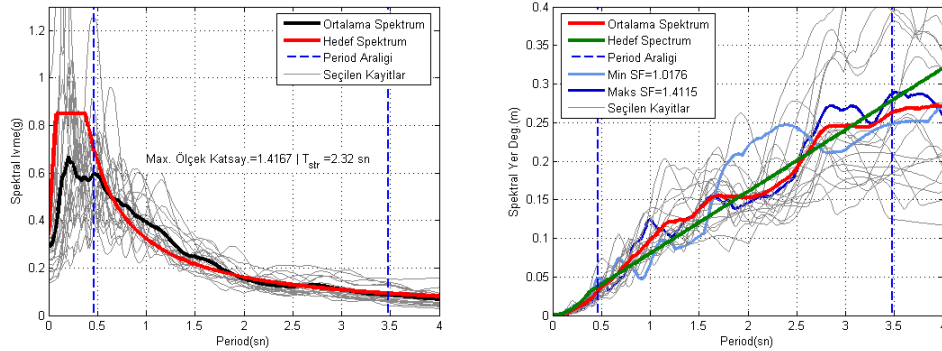 Ortalama Spektrum
Hedef Spektrum
Period Araligi
Seçilen Kayitlar
Max. Ölçek Katsay.=1.4167 | T_str =2.32 sn
Spektral Ivme(g)
1.2
1
0.8
0.6
0.4
0.2
0
0 0.5 1 1.5 2 2.5 3 3.5 4
Period(sn)
Ortalama Spektrum
Hedef Spectrum
Period Araligi
Min SF=1.0176
Maks SF=1.4115
Seçilen Kayitlar
Spektral Yer Deg.(m)
0.4
0.35
0.3
0.25
0.2
0.15
0.1
0.05
0
0 0.5 1 1.5 2 2.5 3 3.5 4
Period(sn)